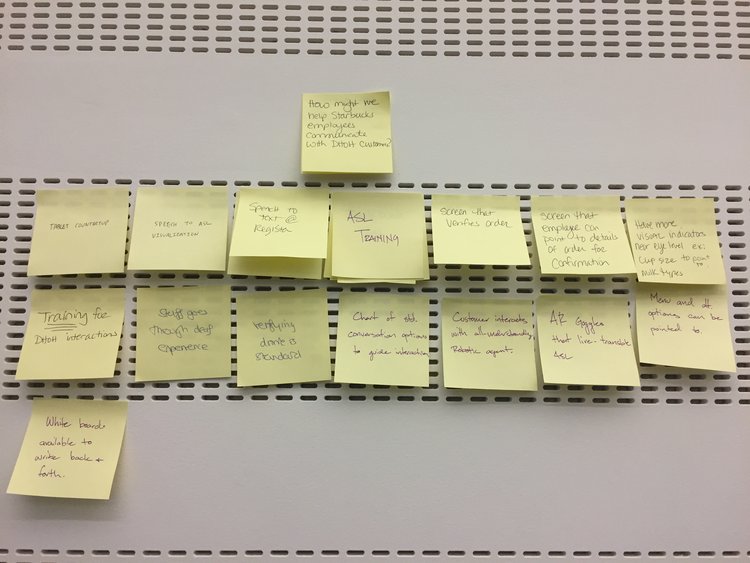 How might we
help Starbucks
employees
communicate
with D/HoH customers?
TABLET COUNTERTOP
SPEECH TO ASL
VISUALIZATION
Speech to
text @
Register
ASL
TRAINING
Screen that
Verifies order
Screen that
employee can
point to details
of order for
Confirmation
Have more
visual indicators
near eye level ex:
Cup size to point to
milk types
Training for
D/HoH interactions
Staff goes
through deaf
experience
Verifying
drink is
standard
Chart of std.
conversation options
to guide interaction
Customer interacts
with all-understanding
Robotic agent.
AR Goggles
that live-translate
ASL
Menu and all
options can be
pointed to.
White boards
available to
write back +
forth.